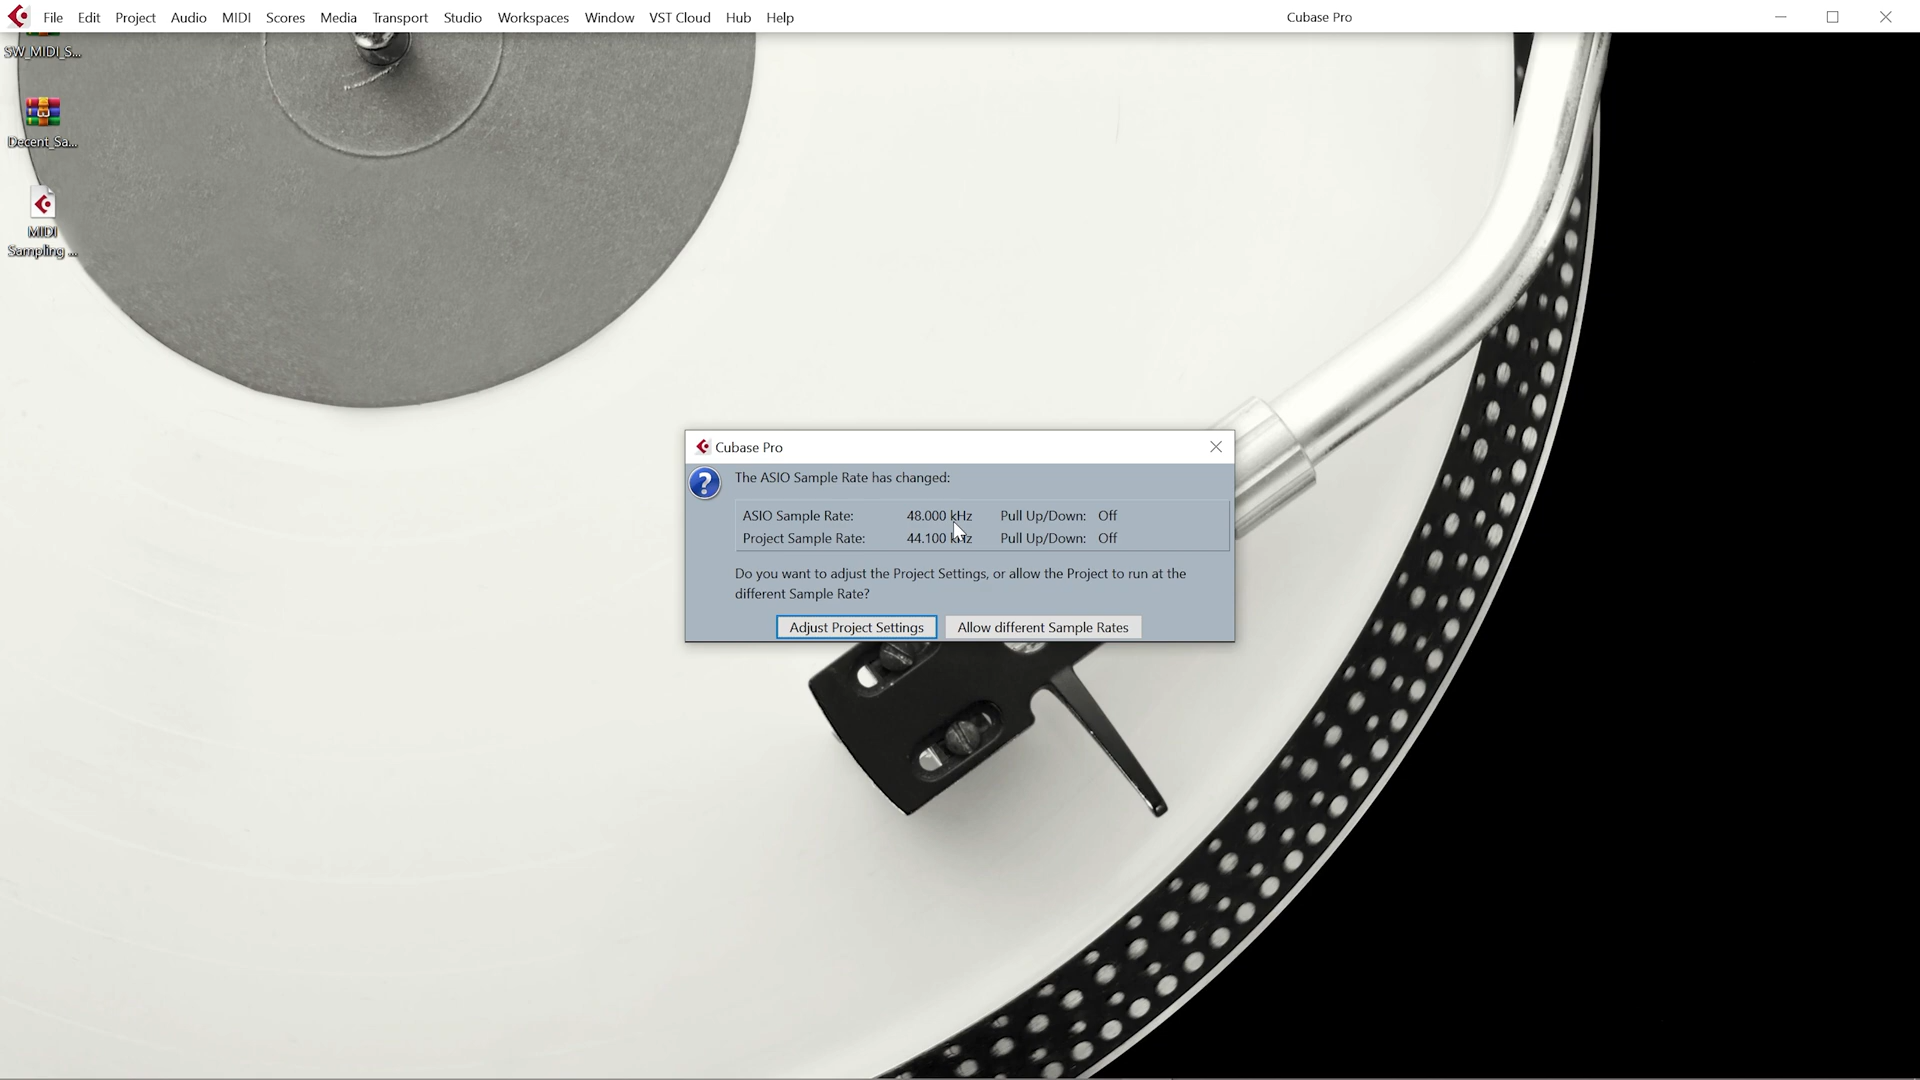 File Edit Project Audio MIDI Scores Media Transport Studio Workspaces Window VST Cloud Hub Help
Cubase Pro
SW_MIDI_S...
Decent_Sa...
MIDI
Sampling ...
Cubase Pro
The ASIO Sample Rate has changed:
ASIO Sample Rate: 48.000 kHz Pull Up/Down: Off
Project Sample Rate: 44.100 kHz Pull Up/Down: Off
Do you want to adjust the Project Settings, or allow the Project to run at the
different Sample Rate?
Adjust Project Settings Allow different Sample Rates